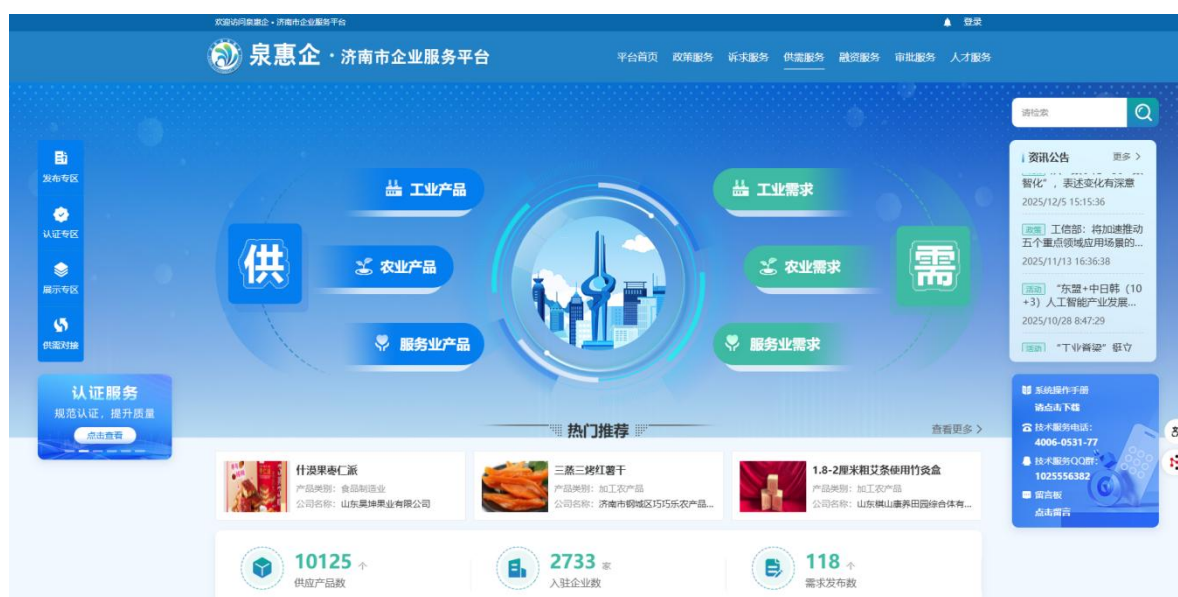 欢迎访问泉惠企·济南市企业服务平台
登录
泉惠企·济南市企业服务平台
平台首页 政策服务 诉求服务 供需服务 融资服务 审批服务 人才服务
请检索
发布专区
认证专区
展示专区
供需对接
认证服务
规范认证，提升质量
点击查看
供
工业产品
农业产品
服务业产品
工业需求
农业需求
服务业需求
需
资讯公告 更多 >
智化”，表述变化有深意
2025/12/5 15:15:36
政策 工信部：将加速推动
五个重点领域应用场景的...
2025/11/13 16:36:38
活动 “东盟+中日韩（10
+3）人工智能产业发展...
2025/10/28 8:47:29
活动 “工业脊梁”挺立
系统操作手册
请点击下载
技术服务电话：
4006-0531-77
技术服务QQ群：
1025556382
留言板
点击留言
热门推荐
查看更多 >
什漠果枣仁派
产品类别：食品制造业
公司名称：山东昊坤果业有限公司
三蒸三烤红薯干
产品类别：加工农产品
公司名称：济南市钢城区巧巧乐农产品...
1.8-2厘米粗艾条使用竹灸盒
产品类别：加工农产品
公司名称：山东棋山康养田园综合体有...
10125 个
供应产品数
2733 家
入驻企业数
118 个
需求发布数